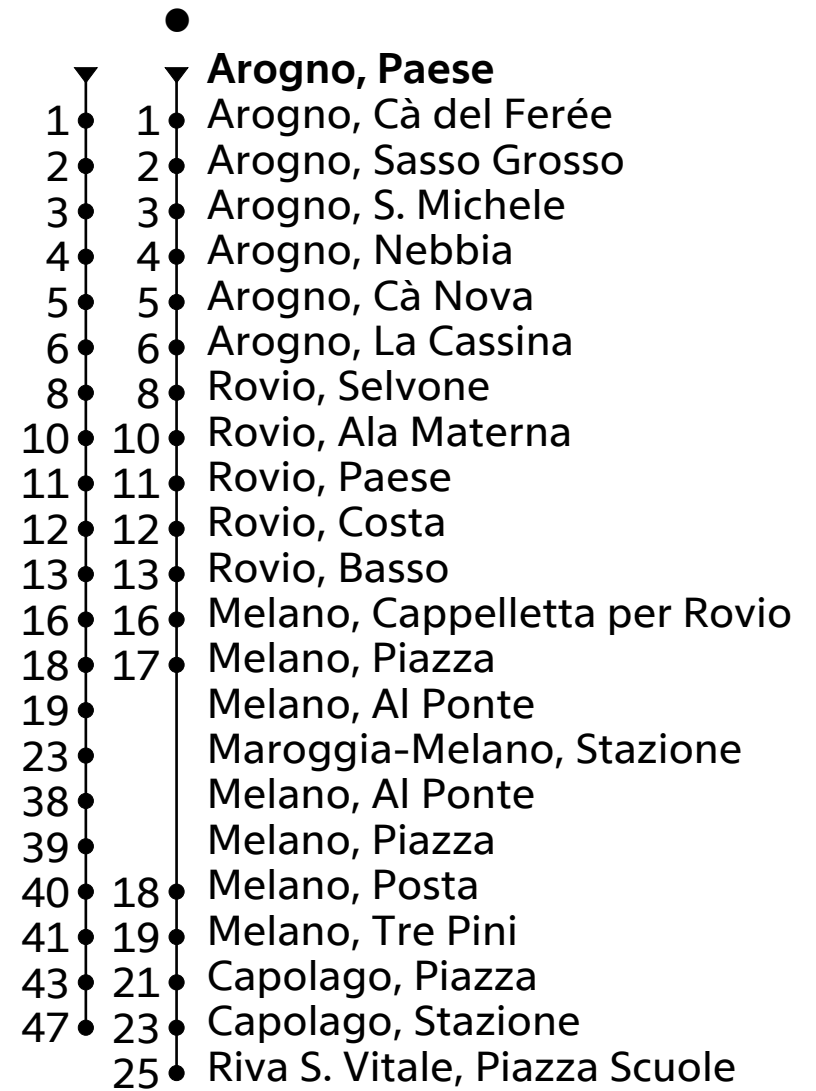 Arogno, Paese
1 1 Arogno, Cà del Ferée
2 2 Arogno, Sasso Grosso
3 3 Arogno, S. Michele
4 4 Arogno, Nebbia
5 5 Arogno, Cà Nova
6 6 Arogno, La Cassina
8 8 Rovio, Selvone
10 10 Rovio, Ala Materna
11 11 Rovio, Paese
12 12 Rovio, Costa
13 13 Rovio, Basso
16 16 Melano, Cappelletta per Rovio
18 17 Melano, Piazza
19 Melano, Al Ponte
23 Maroggia-Melano, Stazione
38 Melano, Al Ponte
39 Melano, Piazza
40 18 Melano, Posta
41 19 Melano, Tre Pini
43 21 Capolago, Piazza
47 23 Capolago, Stazione
25 Riva S. Vitale, Piazza Scuole